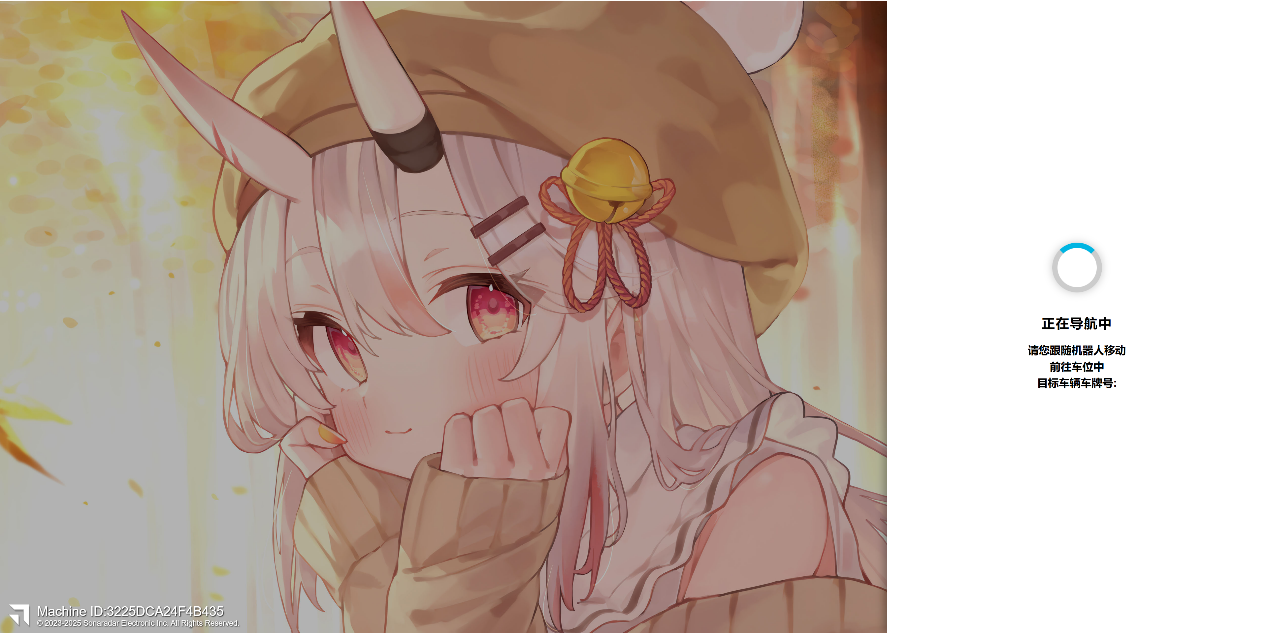 正在导航中
请您跟随机器人移动
前往车位中
目标车辆车牌号:
Machine ID:3225DCA24F4B435
© 2023-2025 Sonaradar Electronic Inc. All Rights Reserved.